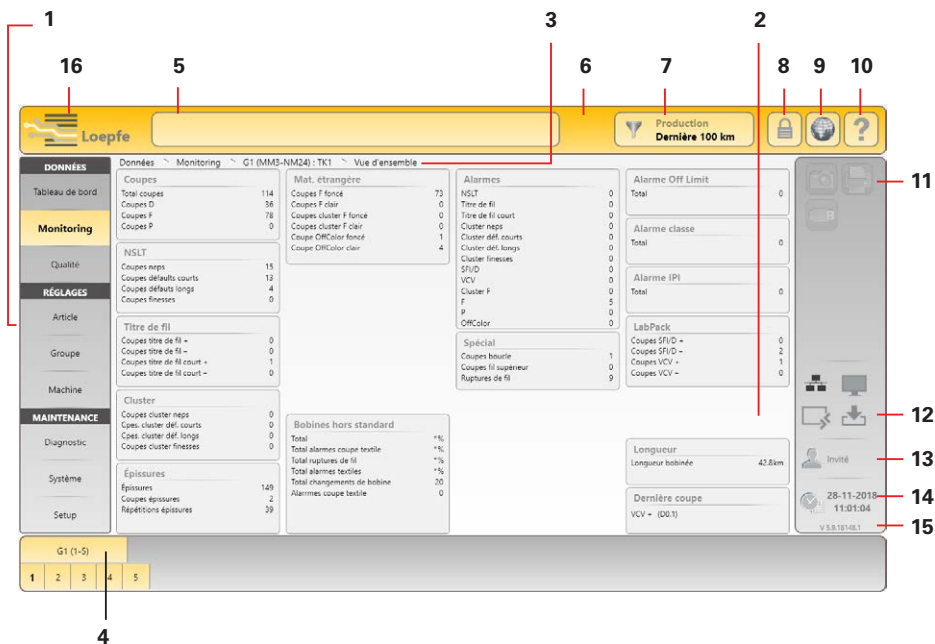 1
3
2
16
5
6
7
8
9
10
Loepfe
Production
Dernière 100 km
?
DONNÉES
Tableau de bord
Monitoring
Qualité
RÉGLAGES
Article
Groupe
Machine
MAINTENANCE
Diagnostic
Système
Setup
Données > Monitoring > G1 (MM3-NM24) : TK1 > Vue d'ensemble
Coupes
Total coupes 114
Coupes D 36
Coupes F 78
Coupes P 0
NSLT
Coupes neps 15
Coupes défaults courts 13
Coupes défauts longs 4
Coupes finesses 0
Titre de fil
Coupes titre de fil + 0
Coupes titre de fil − 0
Coupes titre de fil court + 1
Coupes titre de fil court − 0
Cluster
Coupes cluster neps 0
Cpes. cluster déf. courts 0
Cpes. cluster déf. longs 0
Coupes cluster finesses 0
Épissures
Épissures 149
Coupes épissures 2
Répétitions épissures 39
Mat. étrangére
Coupes F foncé 73
Coupes F clair 0
Coupes cluster F foncé 0
Coupes cluster F clair 0
Coupe OffColor foncé 1
Coupe OffColor clair 4
Bobines hors standard
Total *%
Total alarmes coupe textile *%
Total ruptures de fil *%
Total alarmes textiles *%
Total changements de bobine 20
Alarmmes coupe textile 0
Alarmes
NSLT 0
Titre de fil 0
Titre de fil court 0
Cluster neps 0
Cluster déf. courts 0
Cluster déf. longs 0
Cluster finesses 0
SFI/D 0
VCV 0
Cluster F 0
F 5
P 0
OffColor 0
Spécial
Coupes boucle 1
Coupes fil supérieur 0
Ruptures de fil 9
Alarme Off Limit
Total 0
Alarme classe
Total 0
Alarme IPI
Total 0
LabPack
Coupes SFI/D + 0
Coupes SFI/D − 2
Coupes VCV + 1
Coupes VCV − 0
Longueur
Longueur bobinée 42.8km
Dernière coupe
VCV + (D0.1)
11
12
Invité
13
28-11-2018
11:01:04
14
V 5.9.18148.1
15
G1 (1-5)
1 2 3 4 5
4